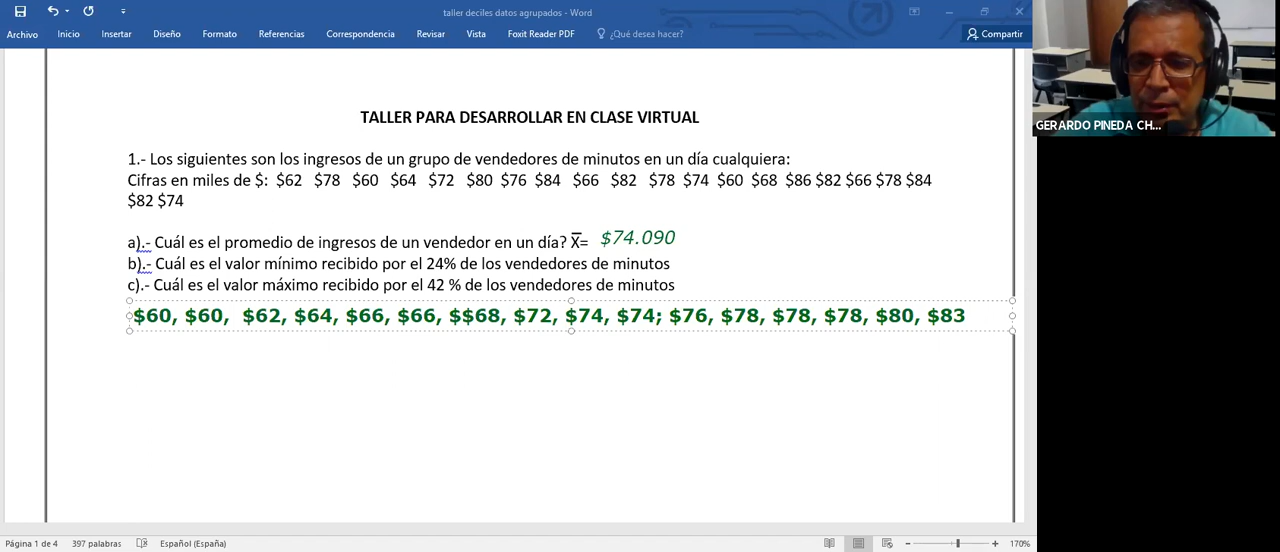 taller deciles datos agrupados - Word
Archivo Inicio Insertar Diseño Formato Referencias Correspondencia Revisar Vista Foxit Reader PDF ¿Qué desea hacer? Compartir
GERARDO PINEDA CH...
TALLER PARA DESARROLLAR EN CLASE VIRTUAL
1.- Los siguientes son los ingresos de un grupo de vendedores de minutos en un día cualquiera:
Cifras en miles de $: $62 $78 $60 $64 $72 $80 $76 $84 $66 $82 $78 $74 $60 $68 $86 $82 $66 $78 $84
$82 $74
a).- Cuál es el promedio de ingresos de un vendedor en un día? X̅= $74.090
b).- Cuál es el valor mínimo recibido por el 24% de los vendedores de minutos
c).- Cuál es el valor máximo recibido por el 42 % de los vendedores de minutos
$60, $60, $62, $64, $66, $66, $$68, $72, $74, $74; $76, $78, $78, $78, $80, $83
Página 1 de 4 397 palabras Español (España) 170%